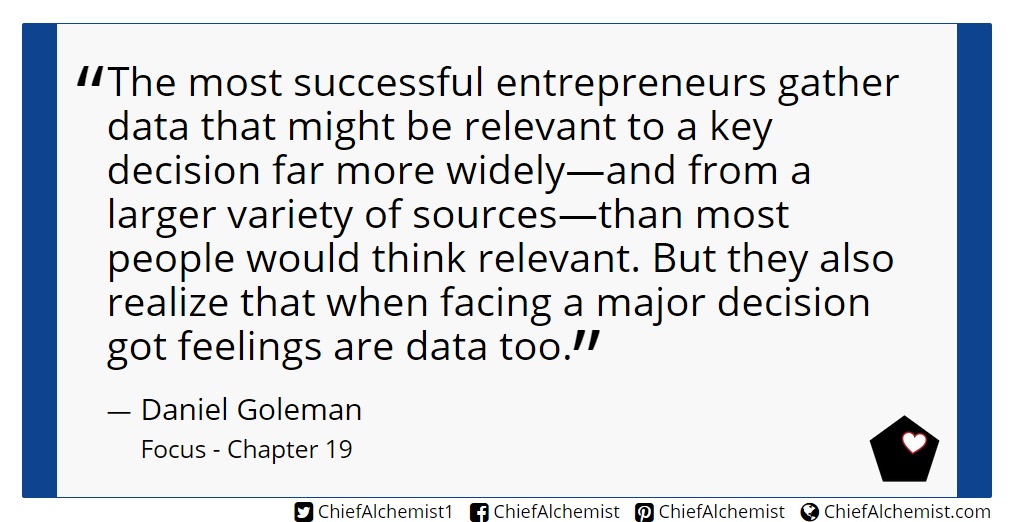 “The most successful entrepreneurs gather
data that might be relevant to a key
decision far more widely—and from a
larger variety of sources—than most
people would think relevant. But they also
realize that when facing a major decision
got feelings are data too.”
— Daniel Goleman
Focus - Chapter 19
ChiefAlchemist1 ChiefAlchemist ChiefAlchemist ChiefAlchemist.com